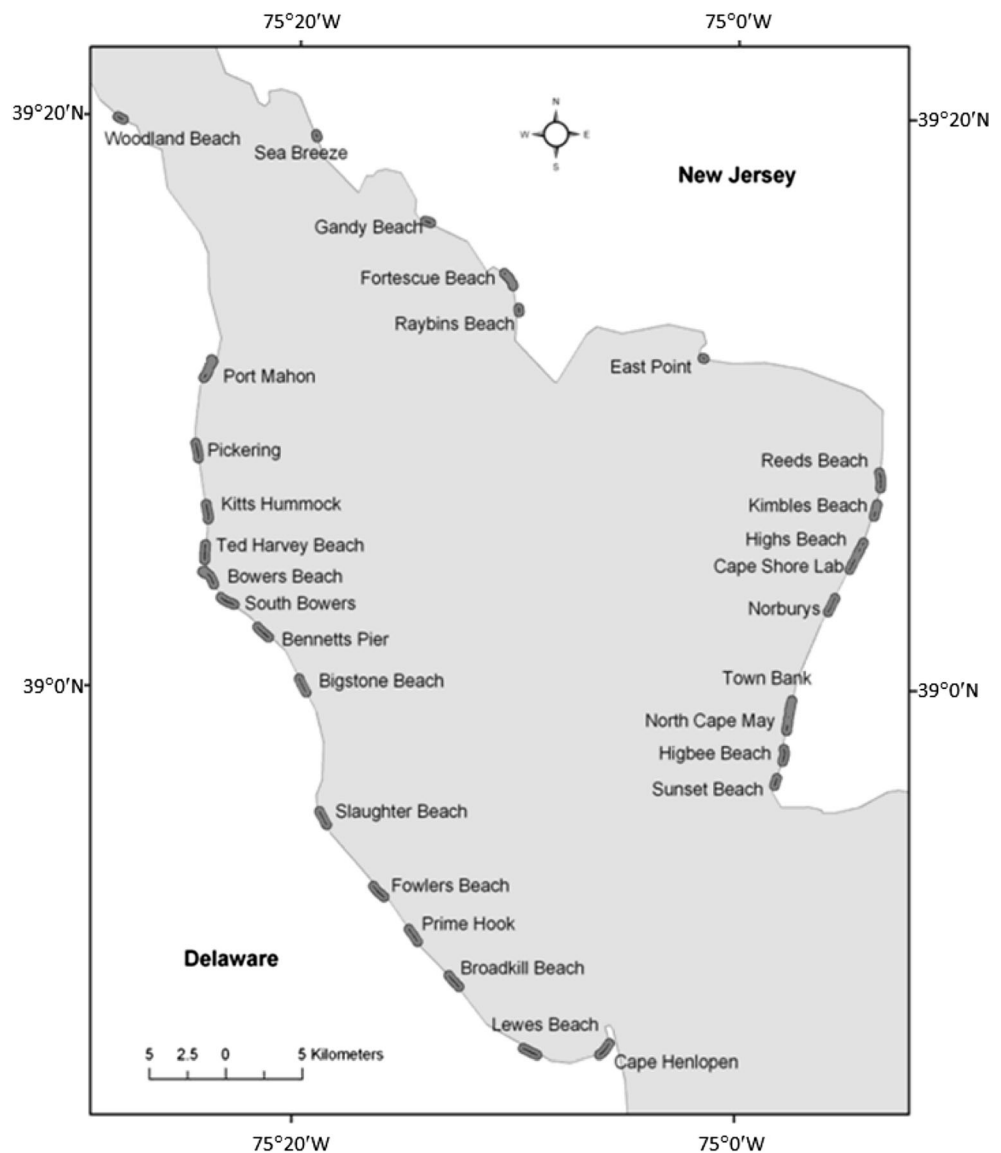 75°20'W 75°0'W
39°20'N 39°20'N
N
W E
S
Woodland Beach
Sea Breeze
New Jersey
Gandy Beach
Fortescue Beach
Raybins Beach
East Point
Port Mahon
Pickering
Reeds Beach
Kitts Hummock
Kimbles Beach
Ted Harvey Beach
Highs Beach
Cape Shore Lab
Bowers Beach
South Bowers
Norburys
Bennetts Pier
Bigstone Beach
Town Bank
39°0'N 39°0'N
North Cape May
Higbee Beach
Sunset Beach
Slaughter Beach
Fowlers Beach
Prime Hook
Delaware
Broadkill Beach
Lewes Beach
Cape Henlopen
5 2.5 0 5 Kilometers
75°20'W 75°0'W